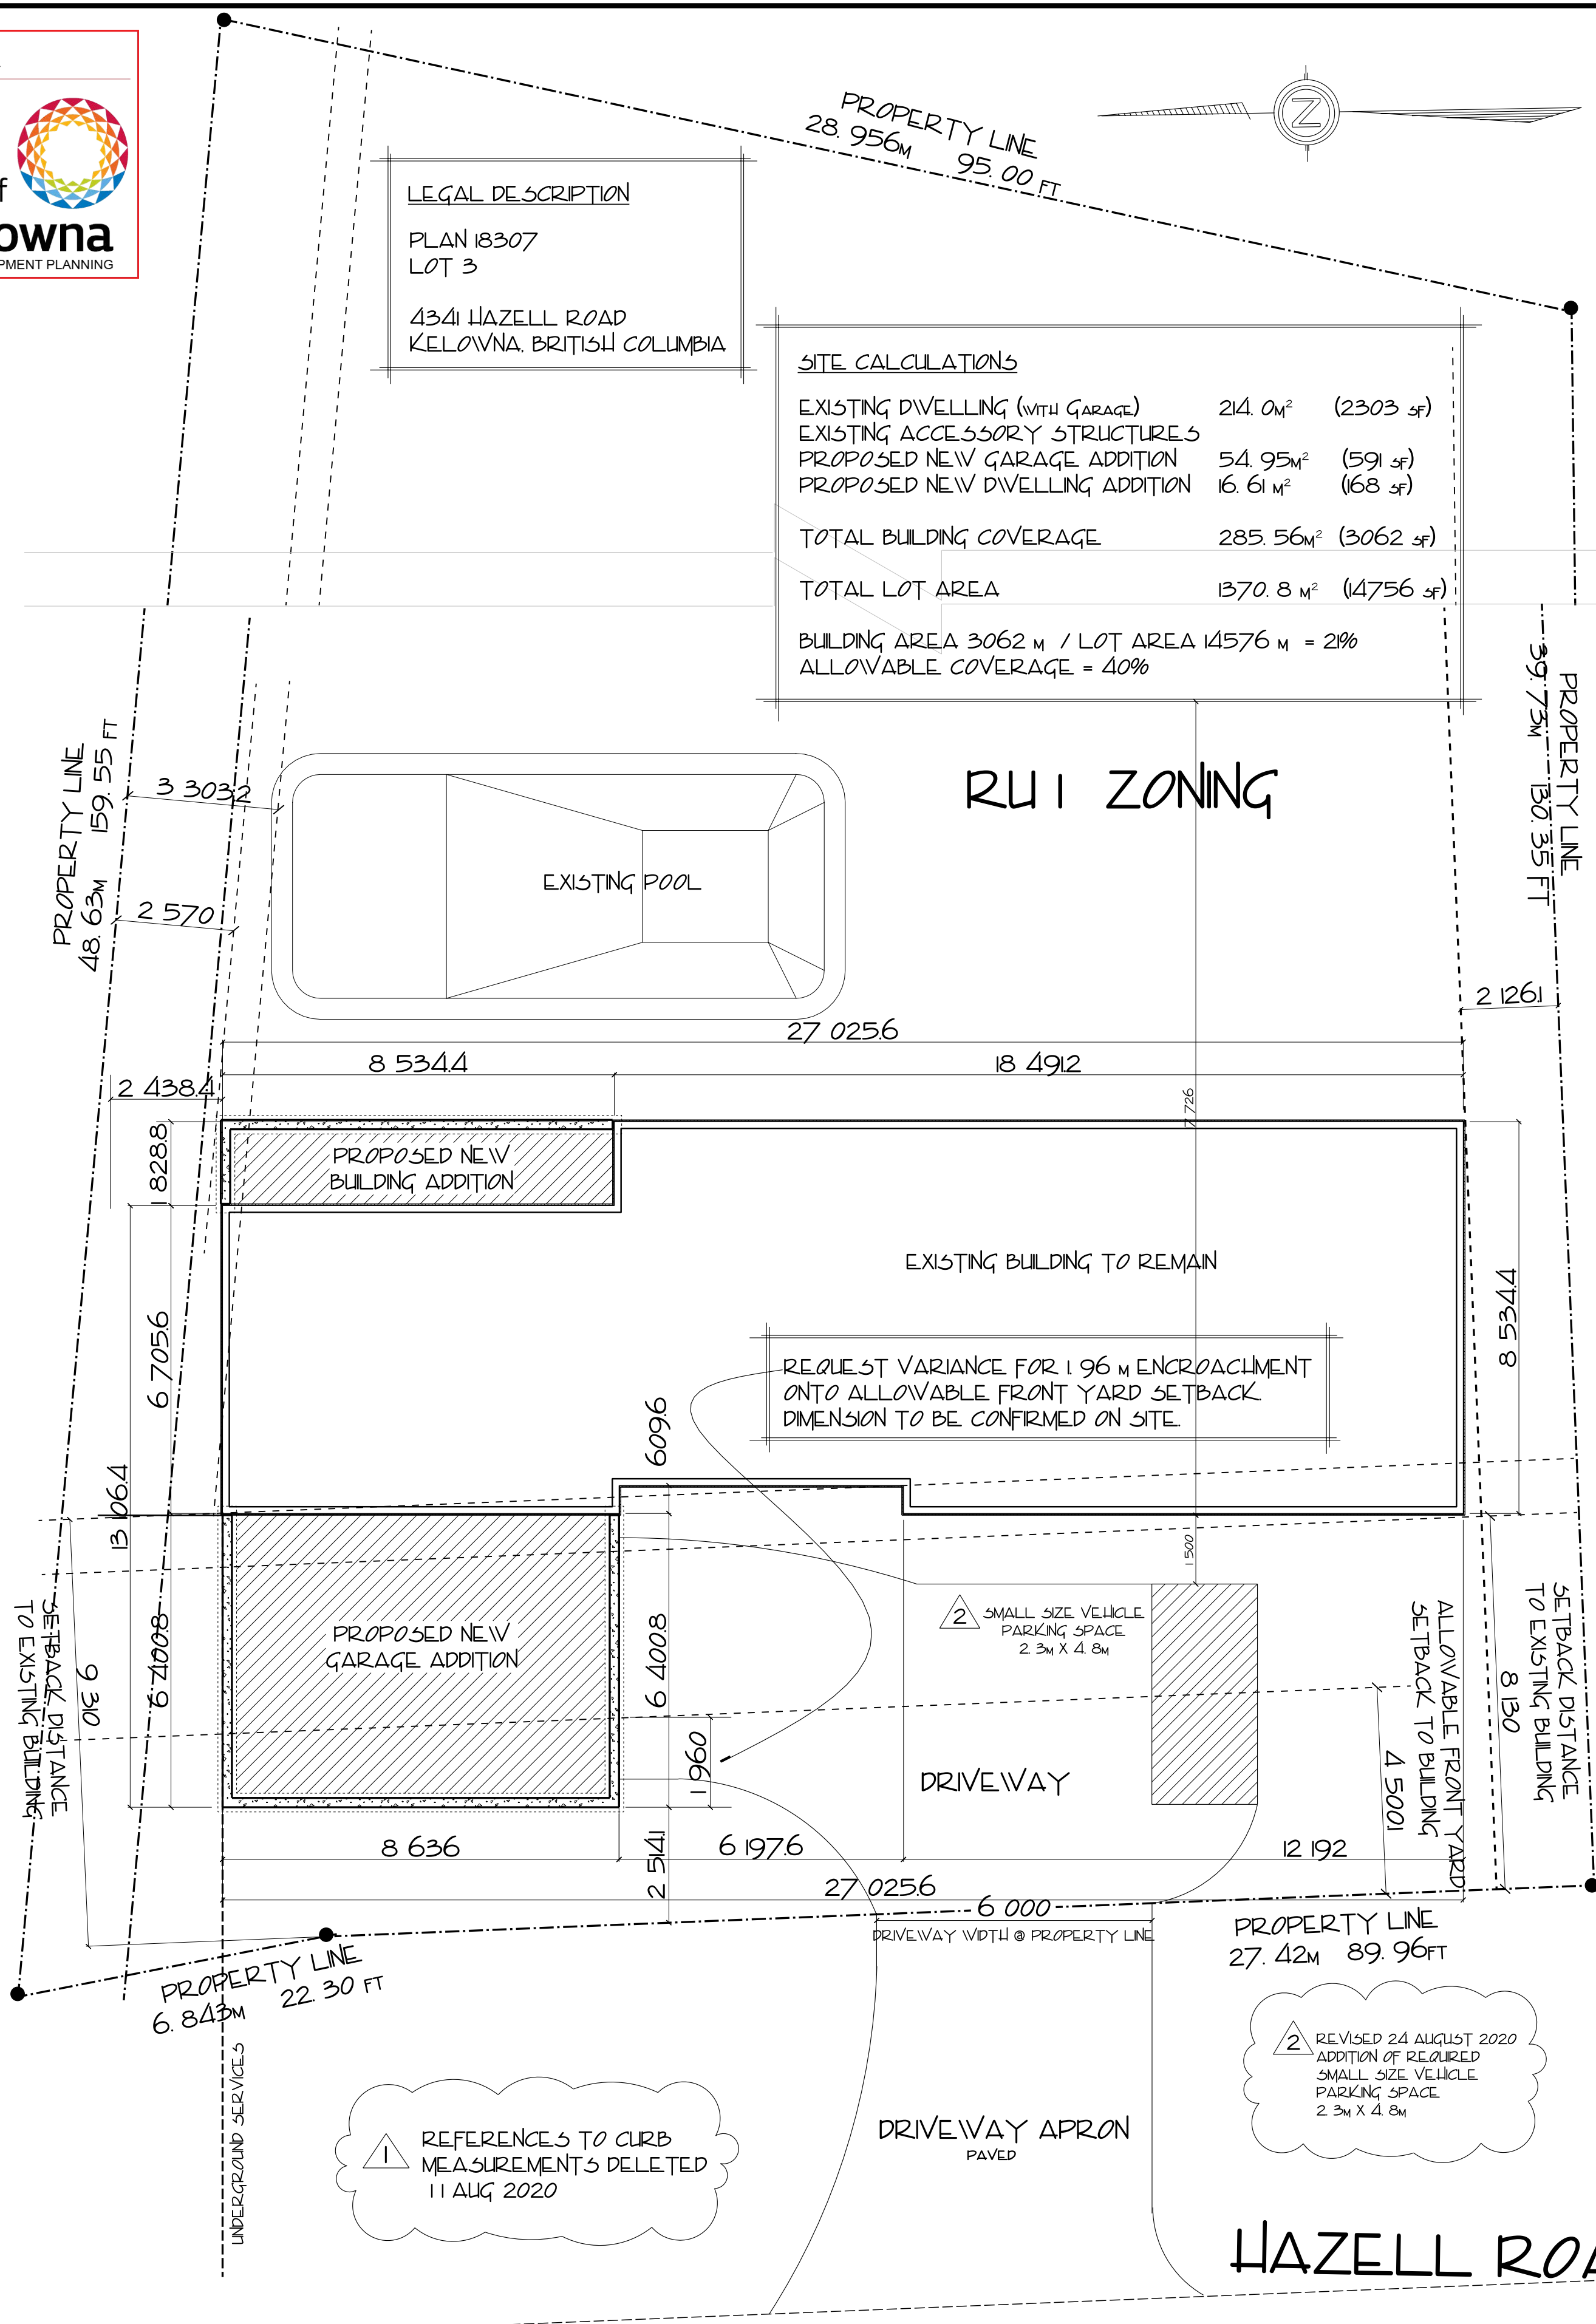 f
owna
PMENT PLANNING
PROPERTY LINE
28. 956M 95. 00 FT
Z
LEGAL DESCRIPTION
PLAN 18307
LOT 3
4341 HAZELL ROAD
KELOWNA, BRITISH COLUMBIA
SITE CALCULATIONS
EXISTING DWELLING (WITH GARAGE) 214. 0M² (2303 SF)
EXISTING ACCESSORY STRUCTURES
PROPOSED NEW GARAGE ADDITION 54. 95M² (591 SF)
PROPOSED NEW DWELLING ADDITION 16. 61 M² (168 SF)
TOTAL BUILDING COVERAGE 285. 56M² (3062 SF)
TOTAL LOT AREA 1370. 8 M² (14756 SF)
BUILDING AREA 3062 M / LOT AREA 14576 M = 21%
ALLOWABLE COVERAGE = 40%
PROPERTY LINE
39. 73M 130. 35 FT
PROPERTY LINE
48. 63M 159. 55 FT
3 303.2
2 570
RU 1 ZONING
EXISTING POOL
2 126.1
27 025.6
8 534.4
18 491.2
2 438.4
7 726
1 828.8
PROPOSED NEW
BUILDING ADDITION
EXISTING BUILDING TO REMAIN
8 534.4
6 705.6
REQUEST VARIANCE FOR 1. 96 M ENCROACHMENT
ONTO ALLOWABLE FRONT YARD SETBACK.
DIMENSION TO BE CONFIRMED ON SITE.
609.6
13 106.4
1 500
PROPOSED NEW
GARAGE ADDITION
6 400.8
6 400.8
2 SMALL SIZE VEHICLE
PARKING SPACE
2. 3M X 4. 8M
SETBACK DISTANCE
TO EXISTING BUILDING
9 310
1 960
DRIVEWAY
4 500.1
ALLOWABLE FRONT YARD
SETBACK TO BUILDING
8 130
SETBACK DISTANCE
TO EXISTING BUILDING
8 636
6 197.6
12 192
2 514.1
27 025.6
6 000
DRIVEWAY WIDTH @ PROPERTY LINE
PROPERTY LINE
27. 42M 89. 96FT
PROPERTY LINE
6. 843M 22. 30 FT
UNDERGROUND SERVICES
1 REFERENCES TO CURB
MEASUREMENTS DELETED
11 AUG 2020
DRIVEWAY APRON
PAVED
2 REVISED 24 AUGUST 2020
ADDITION OF REQUIRED
SMALL SIZE VEHICLE
PARKING SPACE
2. 3M X 4. 8M
HAZELL ROA